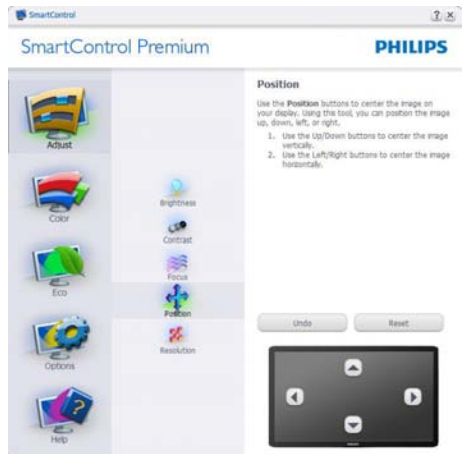 SmartControl
SmartControl Premium
PHILIPS
Adjust
Color
Eco
Options
Help
Brightness
Contrast
Focus
Position
Resolution
Position
Use the Position buttons to center the image on
your display. Using the tool, you can position the image
up, down, left, or right.
1. Use the Up/Down buttons to center the image
vertically.
2. Use the Left/Right buttons to center the image
horizontally.
Undo
Reset